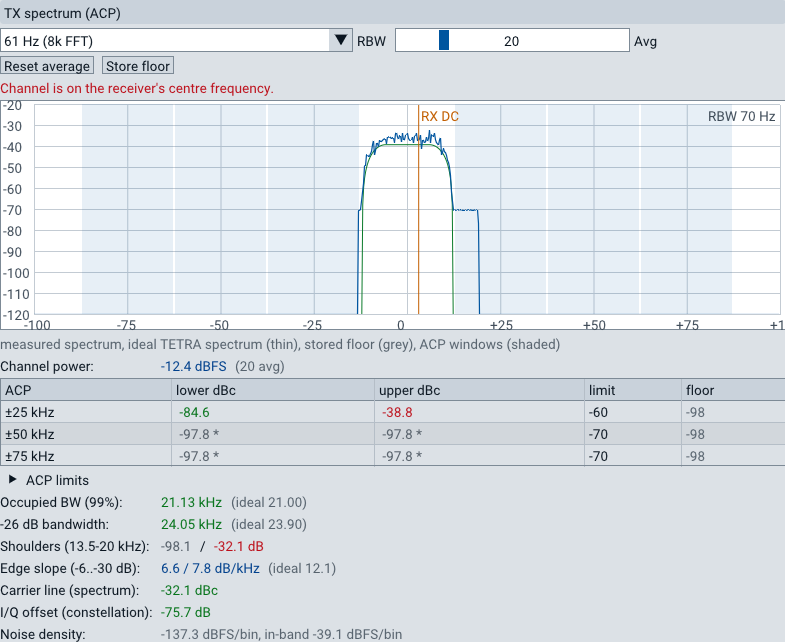 TX spectrum (ACP)
61 Hz (8k FFT) RBW 20 Avg
Reset average Store floor
Channel is on the receiver's centre frequency.
-20
RX DC RBW 70 Hz
-30
-40
-50
-60
-70
-80
-90
-100
-110
-120
-100 -75 -50 -25 0 +25 +50 +75 +1
measured spectrum, ideal TETRA spectrum (thin), stored floor (grey), ACP windows (shaded)
Channel power: -12.4 dBFS (20 avg)
ACP lower dBc upper dBc limit floor
±25 kHz -84.6 -38.8 -60 -98
±50 kHz -97.8 * -97.8 * -70 -98
±75 kHz -97.8 * -97.8 * -70 -98
ACP limits
Occupied BW (99%): 21.13 kHz (ideal 21.00)
-26 dB bandwidth: 24.05 kHz (ideal 23.90)
Shoulders (13.5-20 kHz): -98.1 / -32.1 dB
Edge slope (-6..-30 dB): 6.6 / 7.8 dB/kHz (ideal 12.1)
Carrier line (spectrum): -32.1 dBc
I/Q offset (constellation): -75.7 dB
Noise density: -137.3 dBFS/bin, in-band -39.1 dBFS/bin